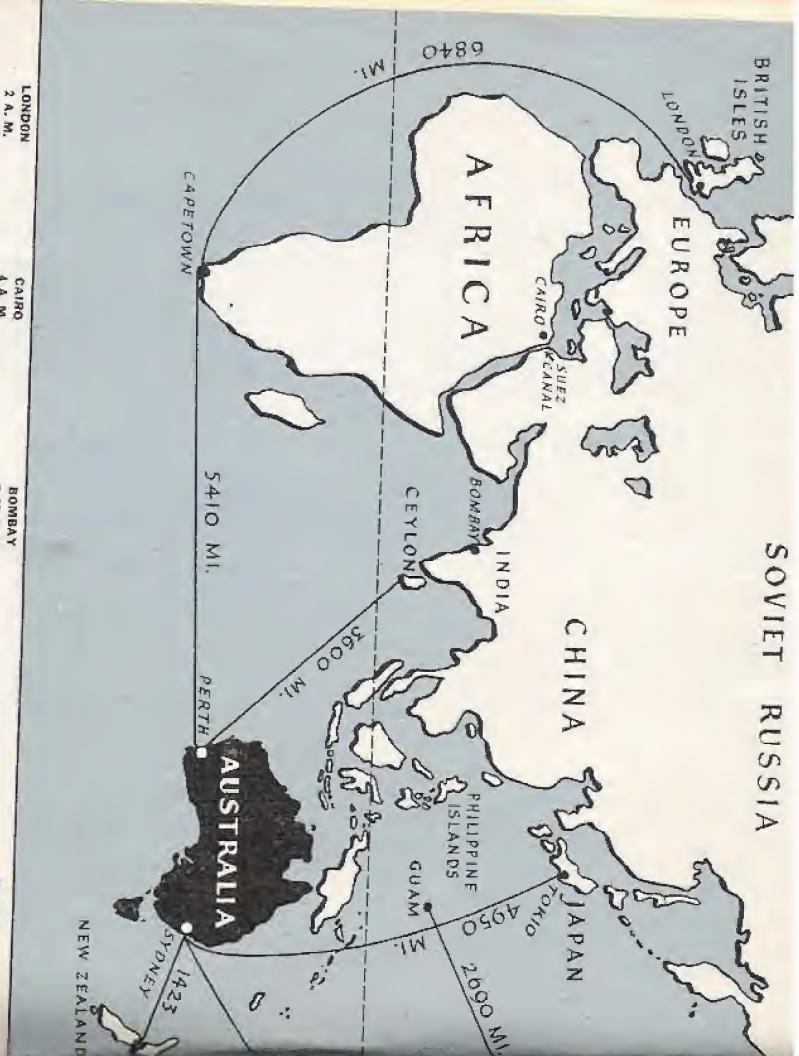 BRITISH
ISLES
LONDON
EUROPE
SOVIET RUSSIA
6840
MI.
AFRICA
CAIRO
SUEZ
CANAL
CAPETOWN
BOMBAY
INDIA
CEYLON
CHINA
5410 MI.
3600 MI.
PERTH
AUSTRALIA
PHILIPPINE
ISLANDS
GUAM
JAPAN
TOKIO
4950
MI.
2690 MI.
SYDNEY
1423
NEW ZEALAND
LONDON
2 A. M.
CAIRO
4 A. M.
BOMBAY